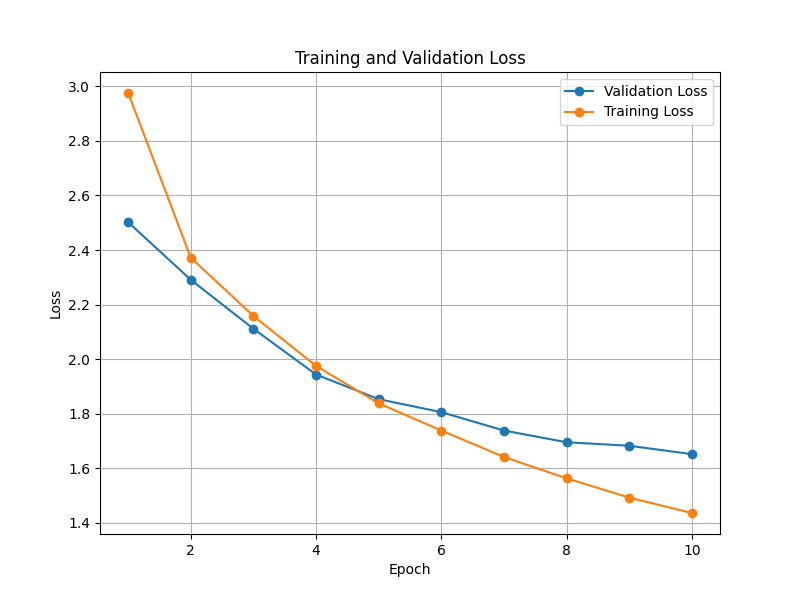 Training and Validation Loss
Validation Loss
Training Loss
3.0
2.8
2.6
2.4
2.2
2.0
1.8
1.6
1.4
Loss
2 4 6 8 10
Epoch